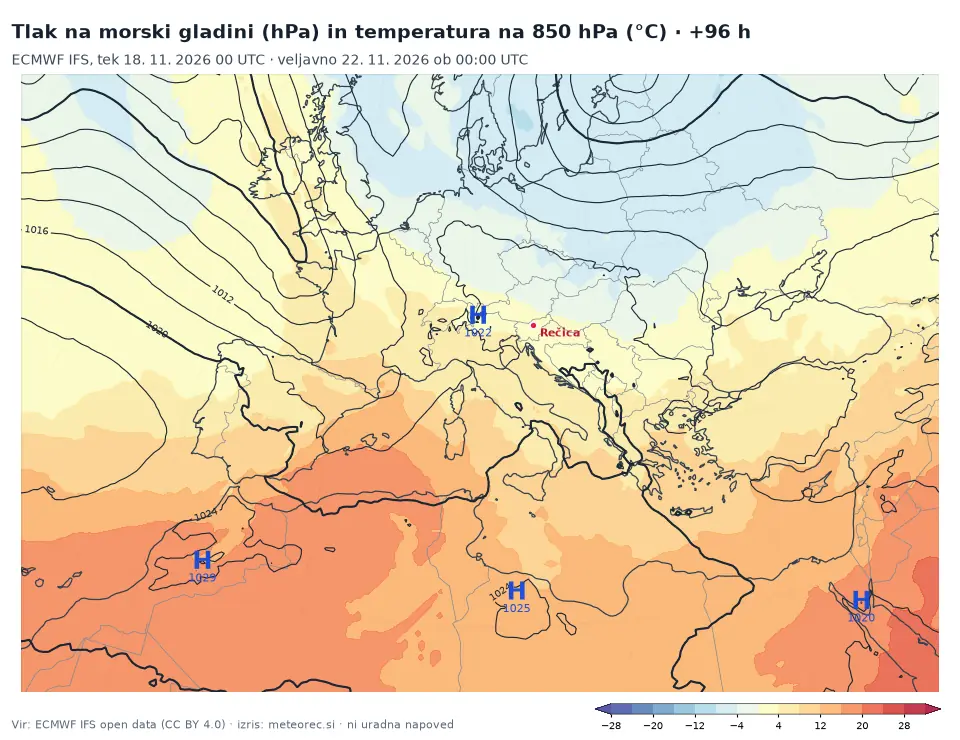 Tlak na morski gladini (hPa) in temperatura na 850 hPa (°C) · +96 h
ECMWF IFS, tek 18. 11. 2026 00 UTC · veljavno 22. 11. 2026 ob 00:00 UTC
1016
1012
1020
H
1022
Rečica
1024
H
1029
1024
H
1025
H
1020
Vir: ECMWF IFS open data (CC BY 4.0) · izris: meteorec.si · ni uradna napoved
−28 −20 −12 −4 4 12 20 28